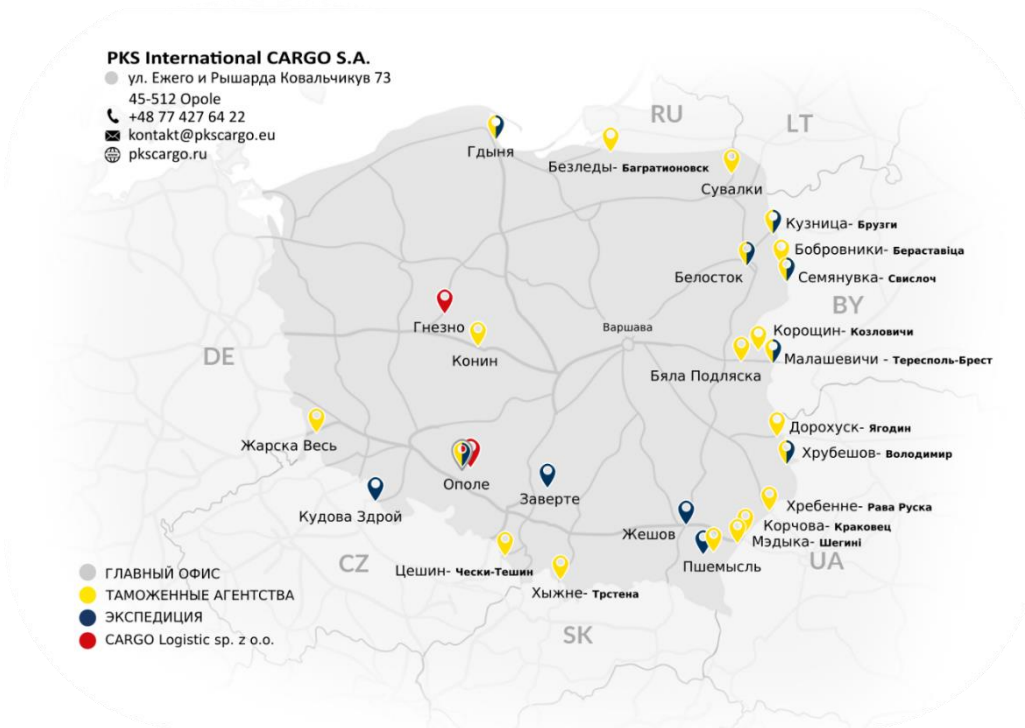 PKS International CARGO S.A.
ул. Ежего и Рышарда Ковальчикув 73
45-512 Opole
+48 77 427 64 22
kontakt@pkscargo.eu
pkscargo.ru
RU
LT
Гдыня
Безледы- Багратионовск
Сувалки
Кузница- Брузги
Бобровники- Бераставіца
Белосток
Семянувка- Свислоч
BY
Гнезно
Варшава
Корощин- Козловичи
DE
Конин
Малашевичи - Тересполь-Брест
Бяла Подляска
Жарска Весь
Дорохуск- Ягодин
Хрубешов- Володимир
Ополе
Заверте
Кудова Здрой
Хребенне- Рава Руска
Жешов
Корчова- Краковец
Мэдыка- Шегині
CZ
Цешин- Чески-Тешин
Пшемысль
UA
Хыжне- Трстена
SK
ГЛАВНЫЙ ОФИС
ТАМОЖЕННЫЕ АГЕНТСТВА
ЭКСПЕДИЦИЯ
CARGO Logistic sp. z o.o.